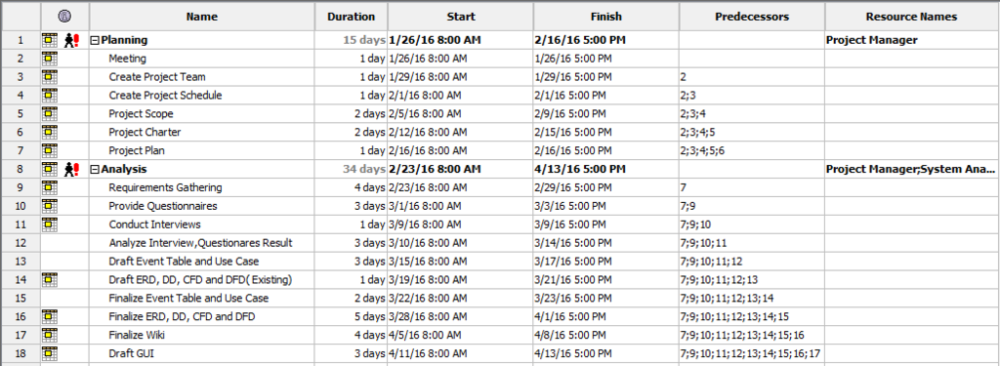 Name Duration Start Finish Predecessors Resource Names
1 Planning 15 days 1/26/16 8:00 AM 2/16/16 5:00 PM Project Manager
2 Meeting 1 day 1/26/16 8:00 AM 1/26/16 5:00 PM
3 Create Project Team 1 day 1/29/16 8:00 AM 1/29/16 5:00 PM 2
4 Create Project Schedule 1 day 2/1/16 8:00 AM 2/1/16 5:00 PM 2;3
5 Project Scope 2 days 2/5/16 8:00 AM 2/9/16 5:00 PM 2;3;4
6 Project Charter 2 days 2/12/16 8:00 AM 2/15/16 5:00 PM 2;3;4;5
7 Project Plan 1 day 2/16/16 8:00 AM 2/16/16 5:00 PM 2;3;4;5;6
8 Analysis 34 days 2/23/16 8:00 AM 4/13/16 5:00 PM Project Manager;System Ana...
9 Requirements Gathering 4 days 2/23/16 8:00 AM 2/29/16 5:00 PM 7
10 Provide Questionnaires 3 days 3/1/16 8:00 AM 3/3/16 5:00 PM 7;9
11 Conduct Interviews 1 day 3/9/16 8:00 AM 3/9/16 5:00 PM 7;9;10
12 Analyze Interview,Questionares Result 3 days 3/10/16 8:00 AM 3/14/16 5:00 PM 7;9;10;11
13 Draft Event Table and Use Case 3 days 3/15/16 8:00 AM 3/17/16 5:00 PM 7;9;10;11;12
14 Draft ERD, DD, CFD and DFD( Existing) 1 day 3/19/16 8:00 AM 3/21/16 5:00 PM 7;9;10;11;12;13
15 Finalize Event Table and Use Case 2 days 3/22/16 8:00 AM 3/23/16 5:00 PM 7;9;10;11;12;13;14
16 Finalize ERD, DD, CFD and DFD 5 days 3/28/16 8:00 AM 4/1/16 5:00 PM 7;9;10;11;12;13;14;15
17 Finalize Wiki 4 days 4/5/16 8:00 AM 4/8/16 5:00 PM 7;9;10;11;12;13;14;15;16
18 Draft GUI 3 days 4/11/16 8:00 AM 4/13/16 5:00 PM 7;9;10;11;12;13;14;15;16;17